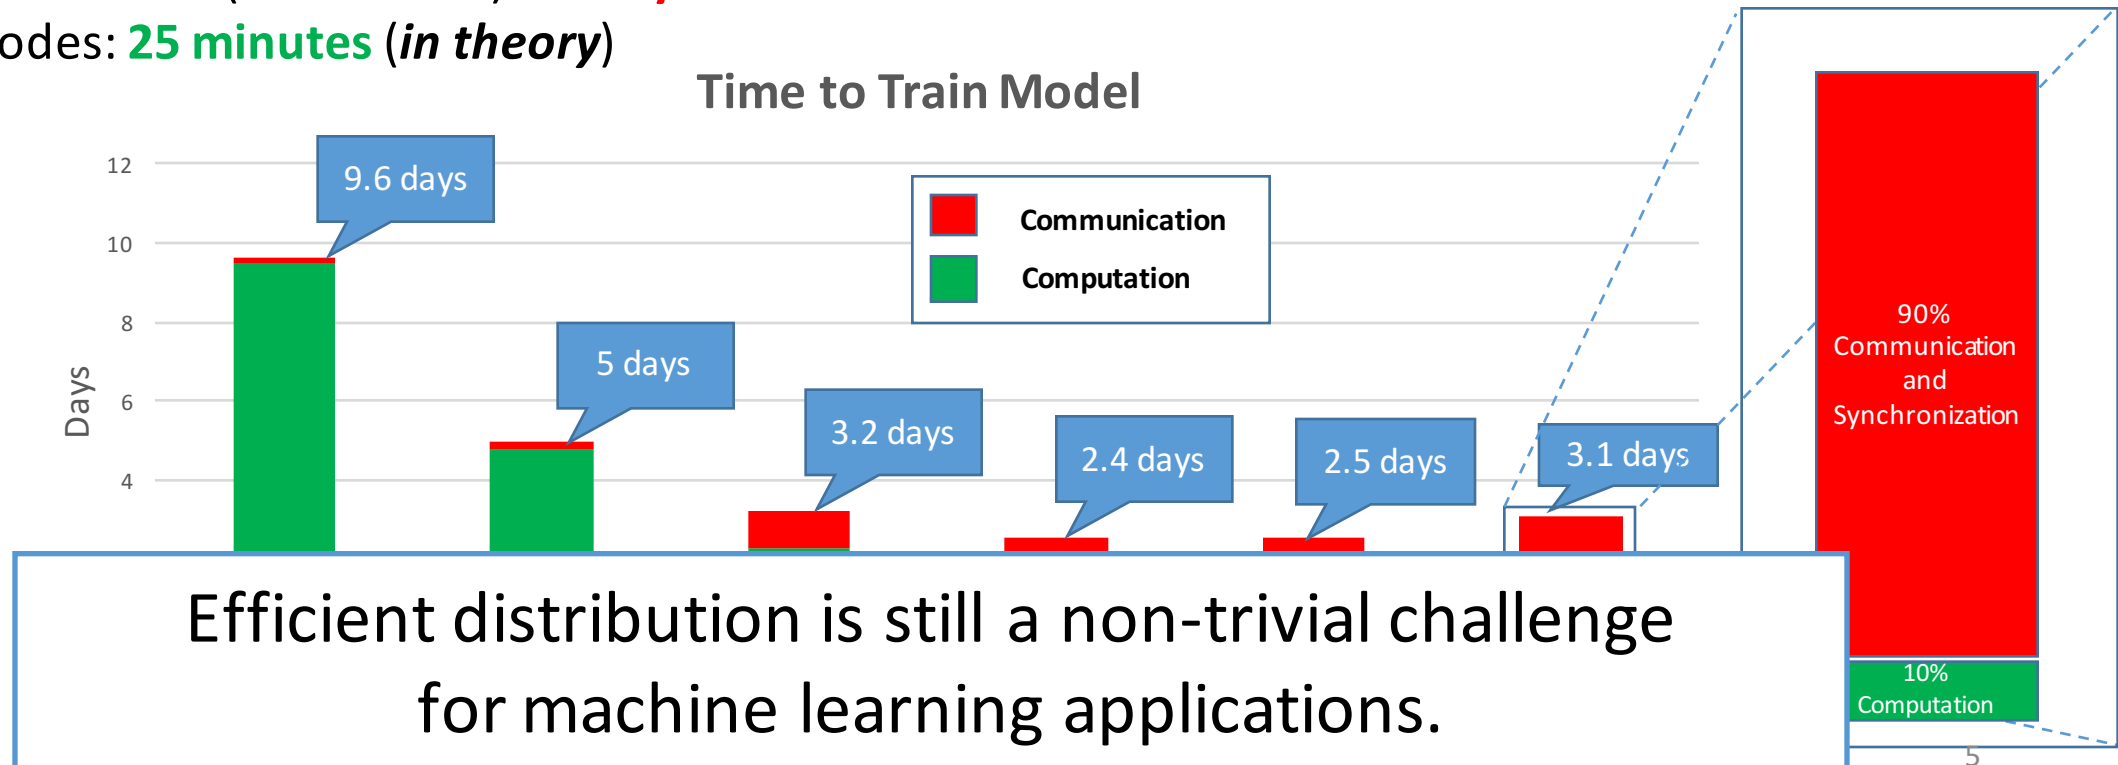 odes: 25 minutes (in theory)
Time to Train Model
12
10
8
6
4
Days
9.6 days
5 days
3.2 days
2.4 days
2.5 days
3.1 days
Communication
Computation
90%
Communication
and
Synchronization
10%
Computation
Efficient distribution is still a non-trivial challenge
for machine learning applications.
5